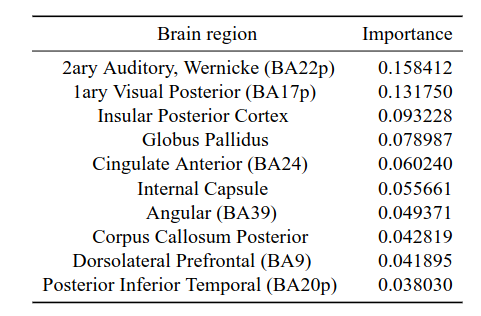 Brain region Importance
2ary Auditory, Wernicke (BA22p) 0.158412
1ary Visual Posterior (BA17p) 0.131750
Insular Posterior Cortex 0.093228
Globus Pallidus 0.078987
Cingulate Anterior (BA24) 0.060240
Internal Capsule 0.055661
Angular (BA39) 0.049371
Corpus Callosum Posterior 0.042819
Dorsolateral Prefrontal (BA9) 0.041895
Posterior Inferior Temporal (BA20p) 0.038030